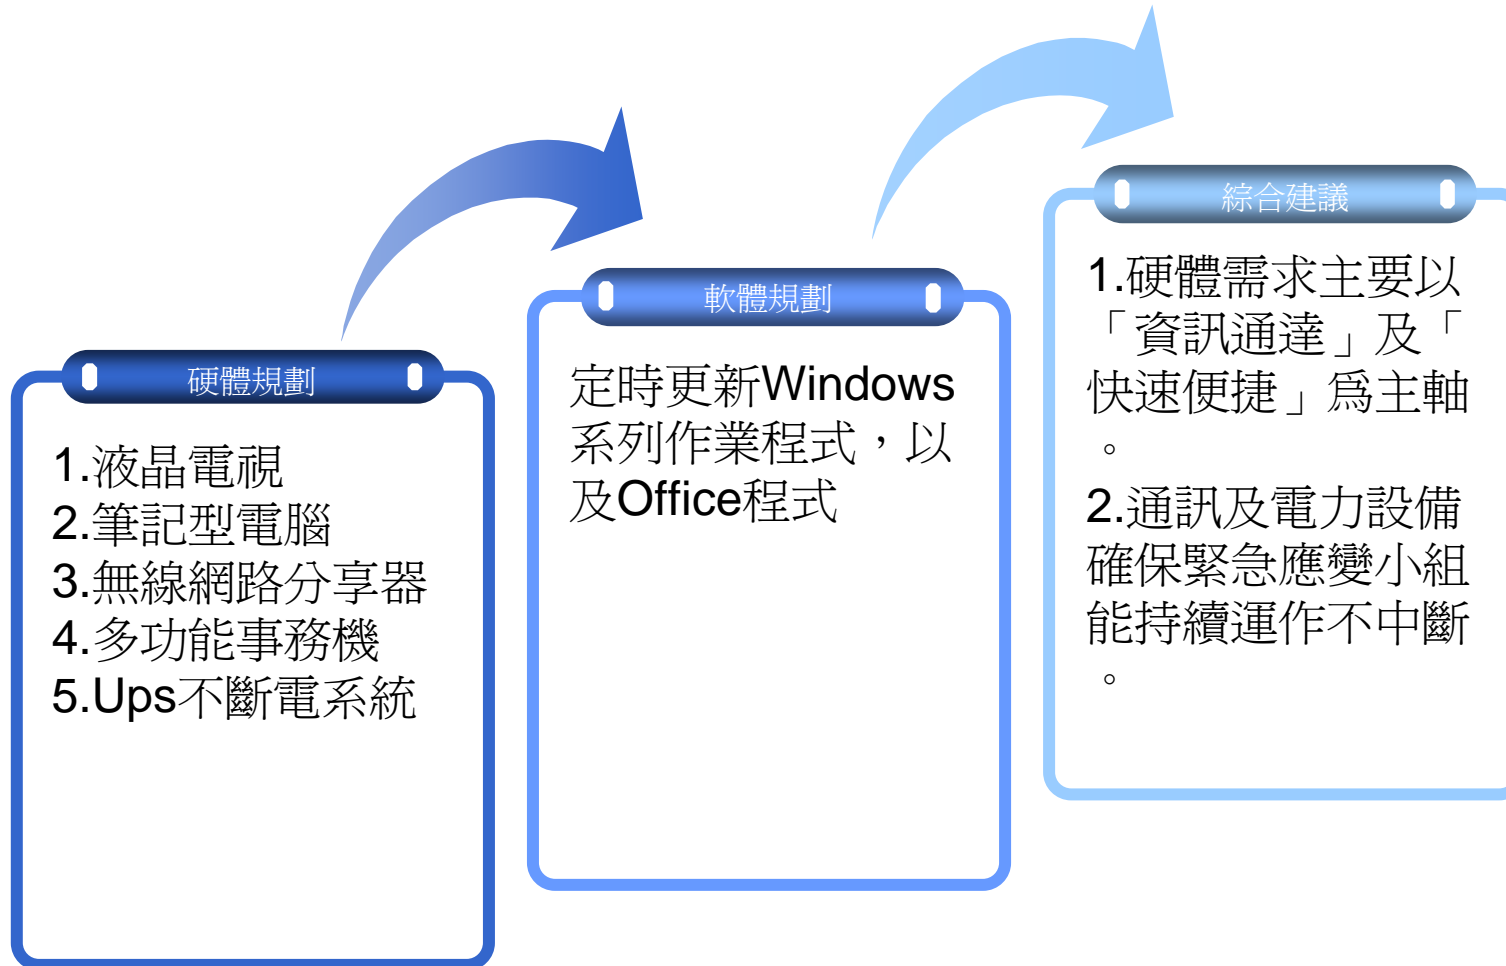 硬體規劃
1.液晶電視
2.筆記型電腦
3.無線網路分享器
4.多功能事務機
5.Ups不斷電系統
軟體規劃
定時更新Windows
系列作業程式，以
及Office程式
綜合建議
1.硬體需求主要以
「資訊通達」及「
快速便捷」為主軸
。
2.通訊及電力設備
確保緊急應變小組
能持續運作不中斷
。